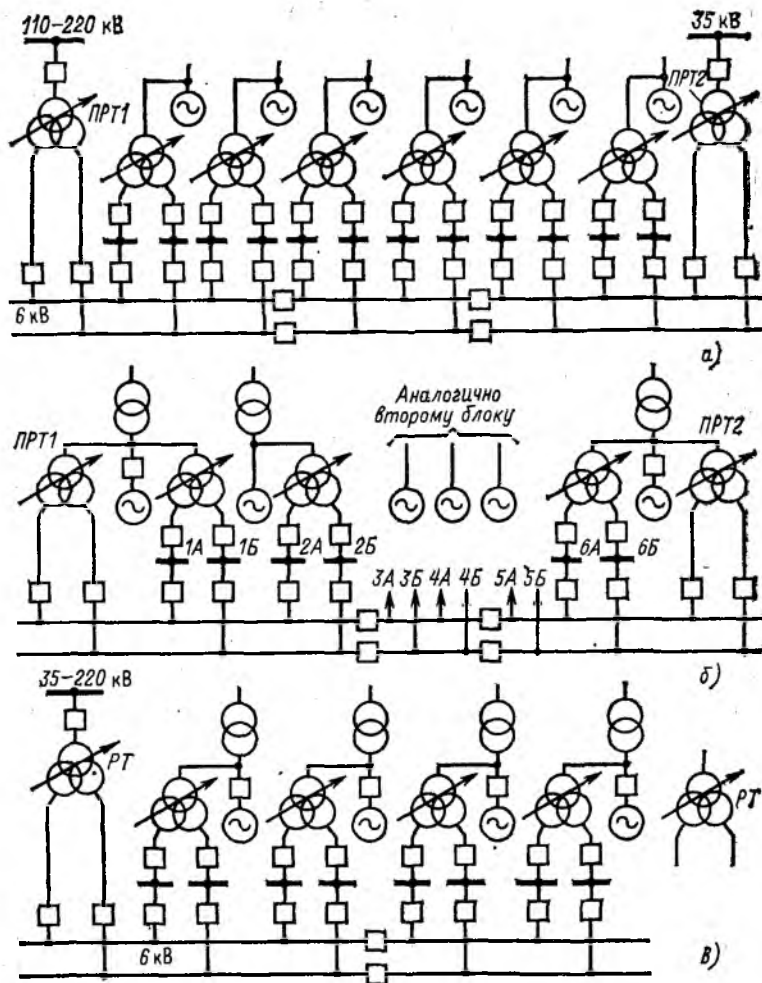 110-220 кВ
35 кВ
ПРТ1
ПРТ2
6 кВ
а)
Аналогично
второму блоку
ПРТ1
ПРТ2
1А 1Б 2А 2Б
6А 6Б
3А 3Б 4А 4Б 5А 5Б
б)
35-220 кВ
РТ
РТ
6 кВ
в)